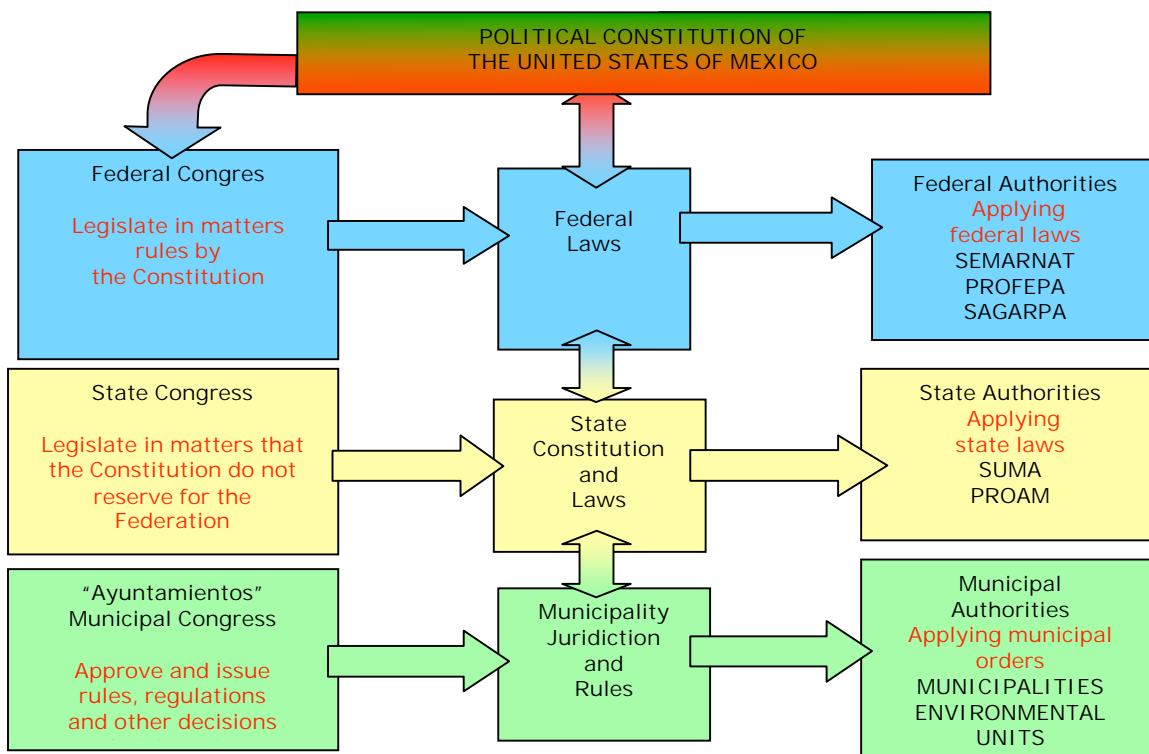 POLITICAL CONSTITUTION OF
THE UNITED STATES OF MEXICO
Federal Congres
Legislate in matters
rules by
the Constitution
Federal
Laws
Federal Authorities
Applying
federal laws
SEMARNAT
PROFEPA
SAGARPA
State Congress
Legislate in matters that
the Constitution do not
reserve for the
Federation
State
Constitution
and
Laws
State Authorities
Applying
state laws
SUMA
PROAM
“Ayuntamientos”
Municipal Congress
Approve and issue
rules, regulations
and other decisions
Municipality
Juridiction
and
Rules
Municipal
Authorities
Applying municipal
orders
MUNICIPALITIES
ENVIRONMENTAL
UNITS